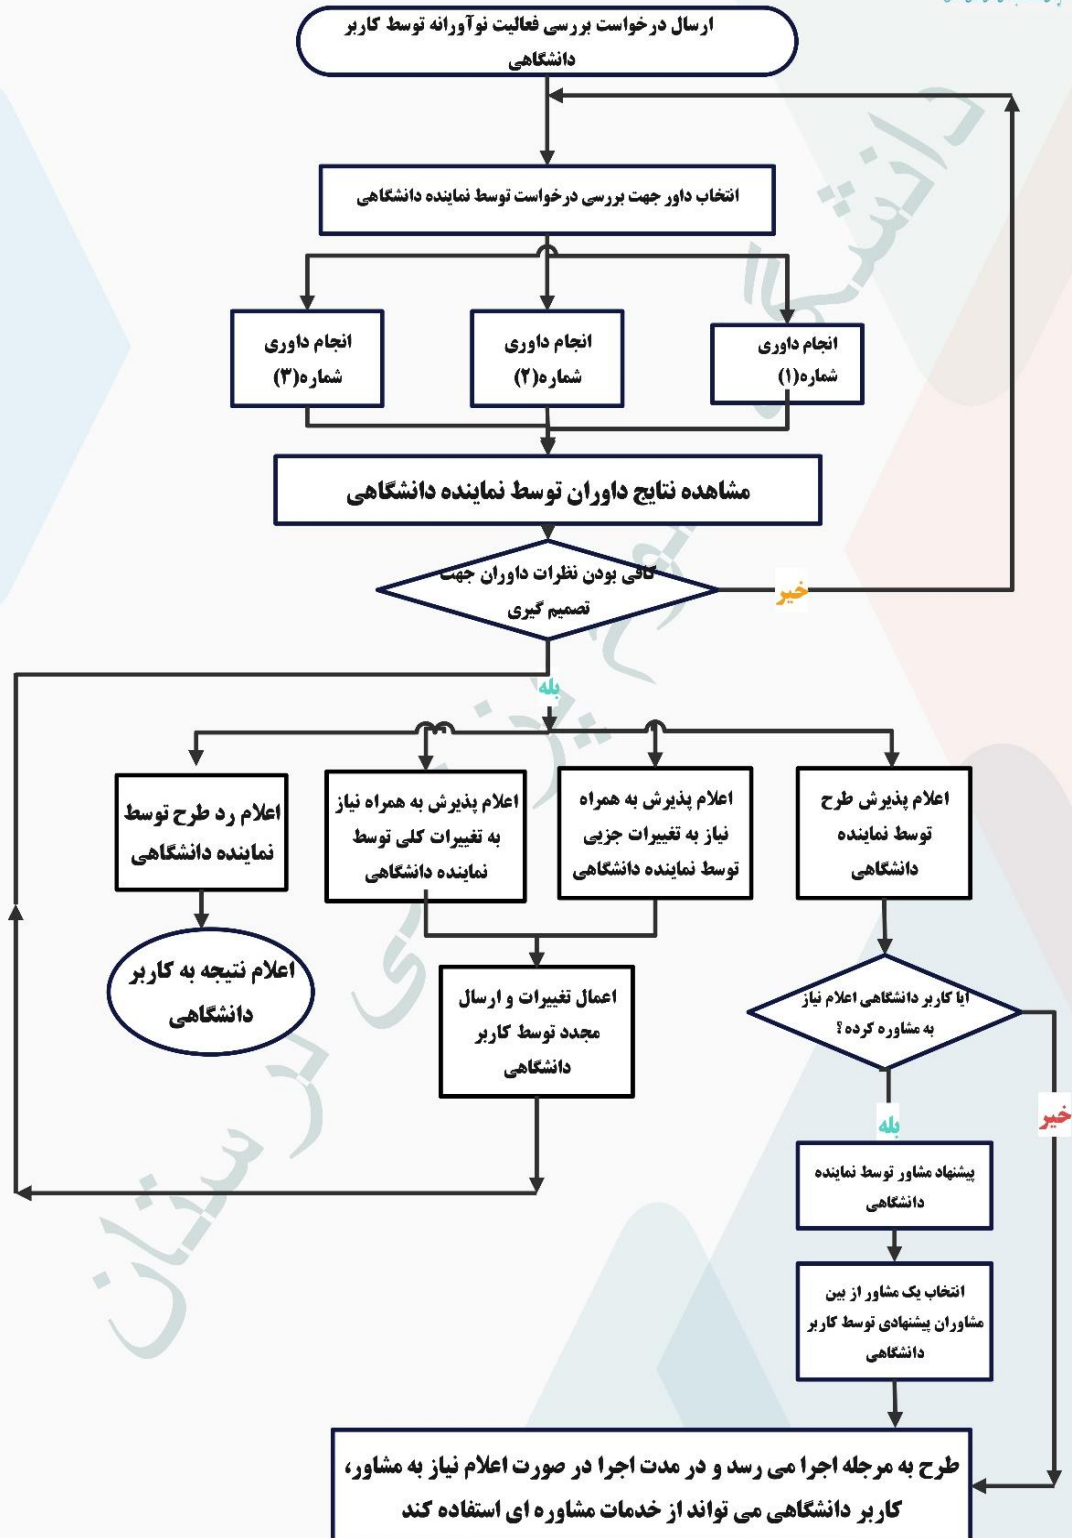 ارسال درخواست بررسی فعالیت نوآورانه توسط کاربر
دانشگاهی
انتخاب داور جهت بررسی درخواست توسط نماینده دانشگاهی
انجام داوری
شماره(۱)
انجام داوری
شماره(۲)
انجام داوری
شماره(۳)
مشاهده نتایج داوران توسط نماینده دانشگاهی
کافی بودن نظرات داوران جهت
تصمیم گیری
خیر
بله
اعلام پذیرش طرح
توسط نماینده
دانشگاهی
اعلام پذیرش به همراه
نیاز به تغییرات جزیی
توسط نماینده دانشگاهی
اعلام پذیرش به همراه نیاز
به تغییرات کلی توسط
نماینده دانشگاهی
اعلام رد طرح توسط
نماینده دانشگاهی
اعلام نتیجه به کاربر
دانشگاهی
اعمال تغییرات و ارسال
مجدد توسط کاربر
دانشگاهی
ایا کاربر دانشگاهی اعلام نیاز
به مشاوره کرده؟
خیر
بله
پیشنهاد مشاور توسط نماینده
دانشگاهی
انتخاب یک مشاور از بین
مشاوران پیشنهادی توسط کاربر
دانشگاهی
طرح به مرحله اجرا می رسد و در مدت اجرا در صورت اعلام نیاز به مشاور،
کاربر دانشگاهی می تواند از خدمات مشاوره ای استفاده کند